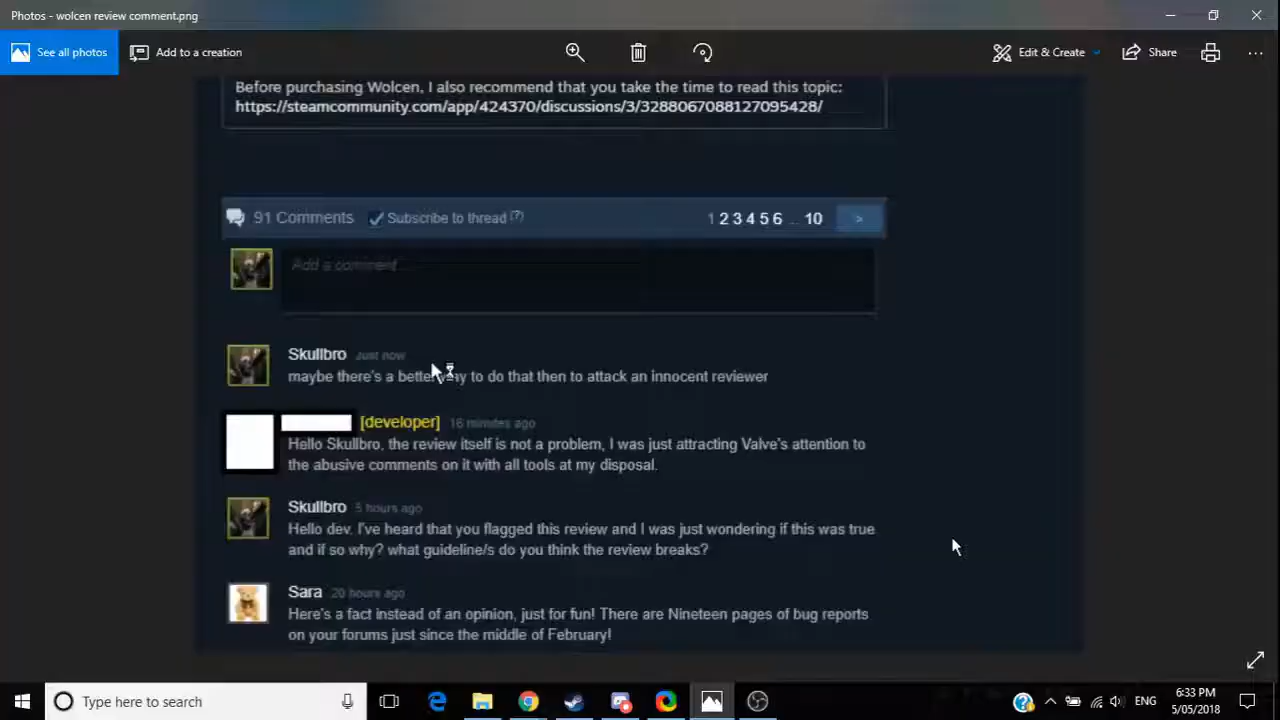 Photos - wolcen review comment.png
See all photos
Add to a creation
Edit & Create
Share
Before purchasing Wolcen, I also recommend that you take the time to read this topic:
https://steamcommunity.com/app/424370/discussions/3/3288067088127095428/
91 Comments
Subscribe to thread (?)
1 2 3 4 5 6 ... 10 >
Add a comment...
Skullbro Just now
maybe there's a better way to do that then to attack an innocent reviewer
[developer] 16 minutes ago
Hello Skullbro, the review itself is not a problem, I was just attracting Valve's attention to
the abusive comments on it with all tools at my disposal.
Skullbro 5 hours ago
Hello dev. I've heard that you flagged this review and I was just wondering if this was true
and if so why? what guideline/s do you think the review breaks?
Sara 20 hours ago
Here's a fact instead of an opinion, just for fun! There are Nineteen pages of bug reports
on your forums just since the middle of February!
Type here to search
ENG
6:33 PM
5/05/2018